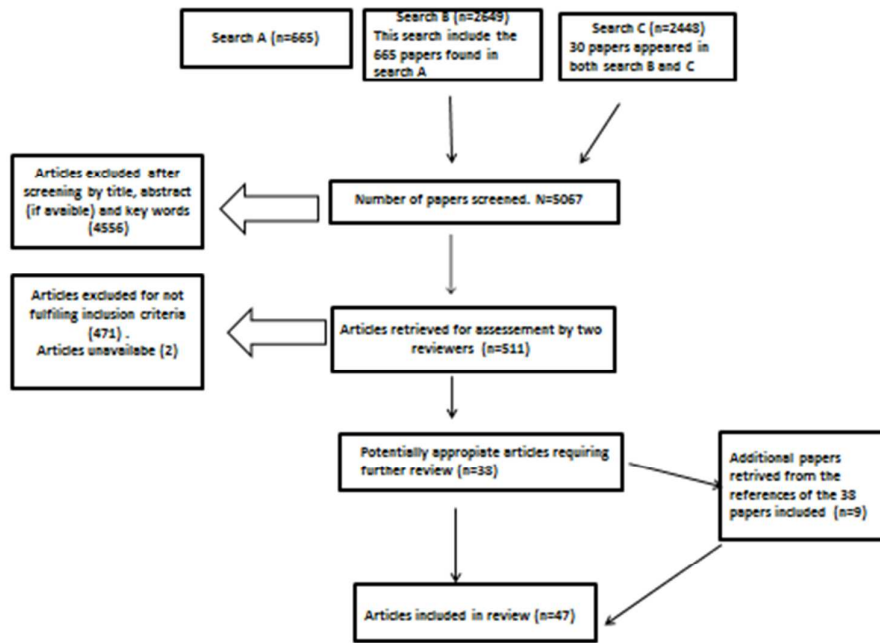 Search A (n=665)
Search B (n=2649)
This search include the
665 papers found in
search A
Search C (n=2448)
30 papers appeared in
both search B and C
Articles excluded after
screening by title, abstract
(if avaible) and key words
(4556)
Number of papers screened. N=5067
Articles excluded for not
fulfiling inclusion criteria
(471) .
Articles unavailabe (2)
Articles retrieved for assessement by two
reviewers (n=511)
Potentially appropiate articles requiring
further review (n=38)
Additional papers
retrived from the
references of the 38
papers included (n=9)
Articles included in review (n=47)